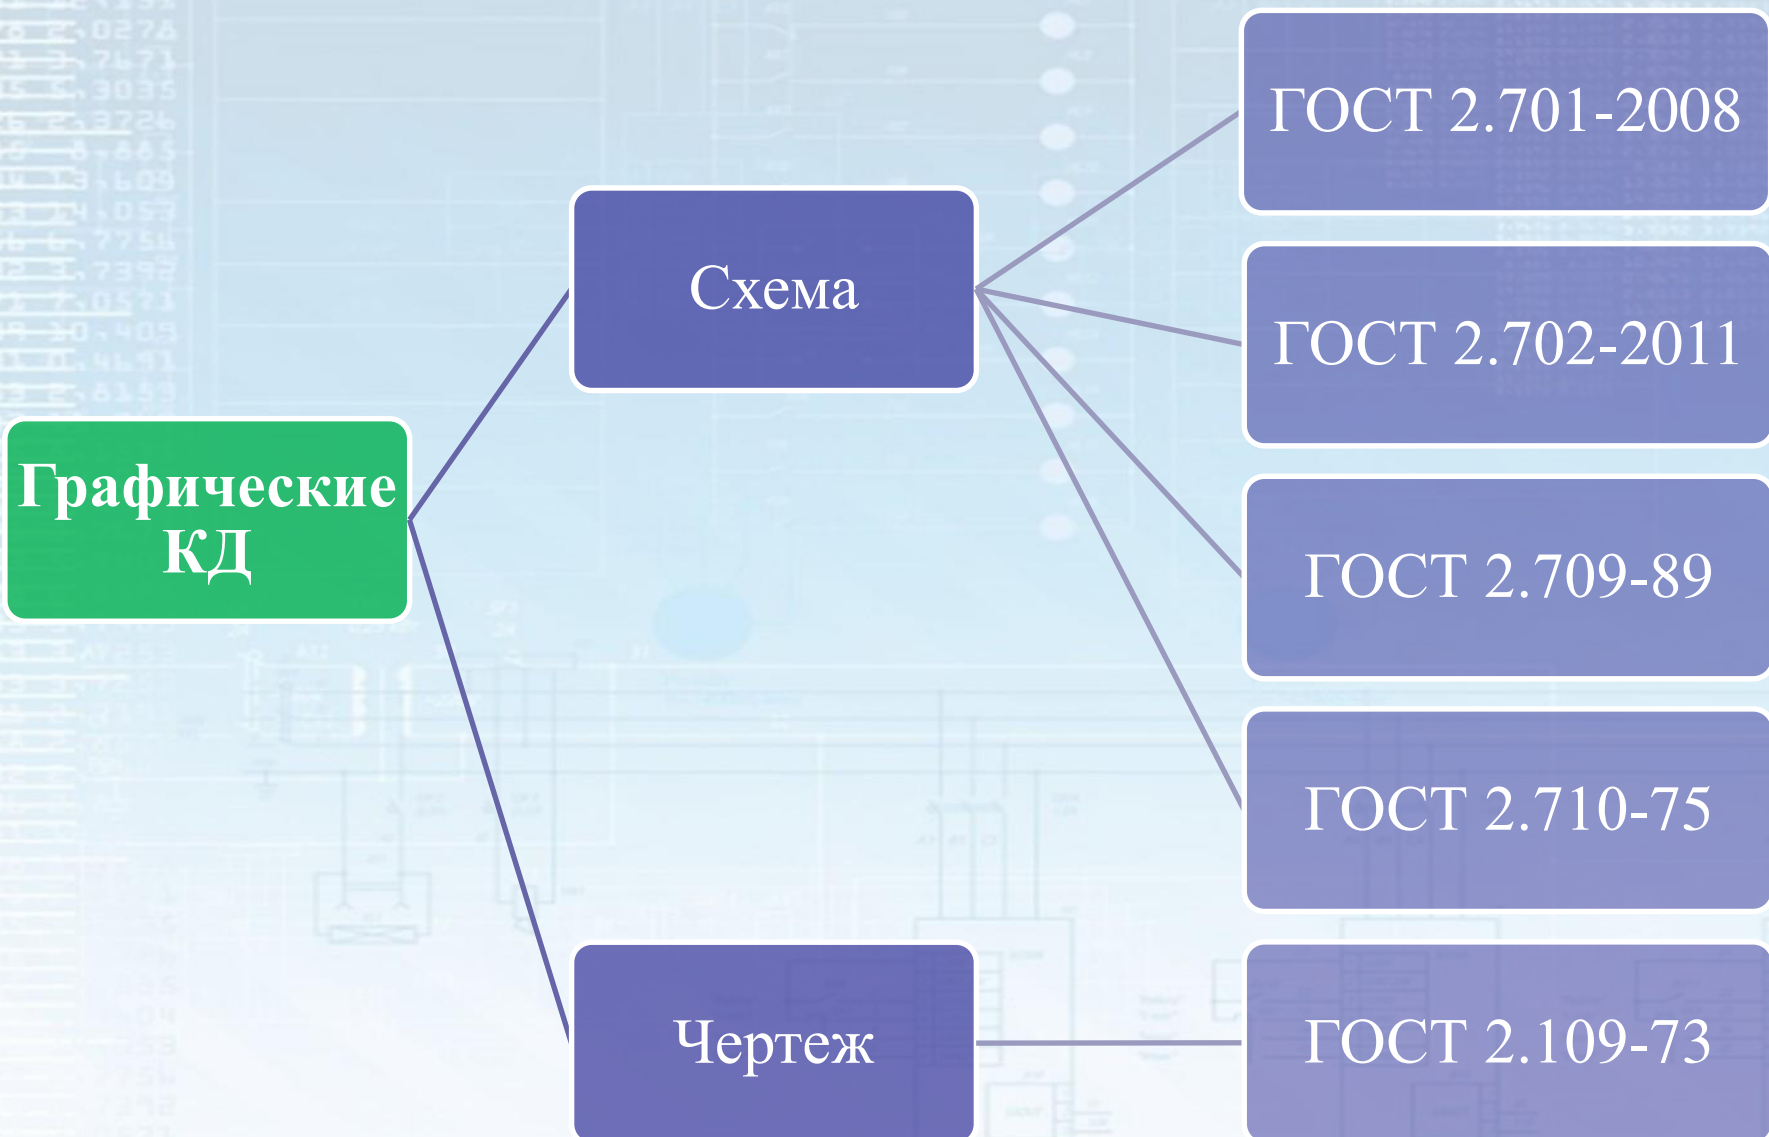 Графические
КД
Схема
Чертеж
ГОСТ 2.701-2008
ГОСТ 2.702-2011
ГОСТ 2.709-89
ГОСТ 2.710-75
ГОСТ 2.109-73